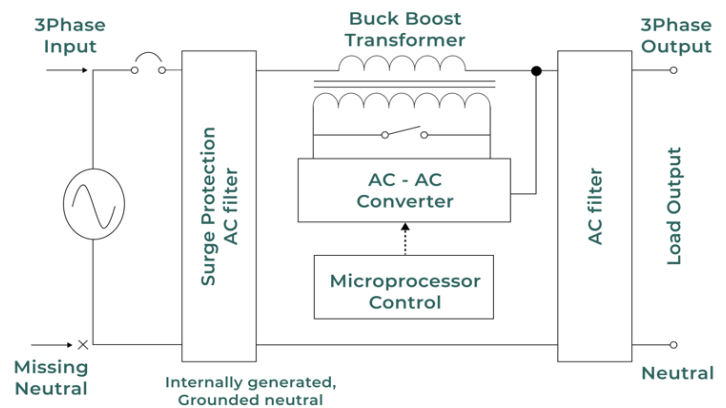 3Phase
Input
Buck Boost
Transformer
3Phase
Output
Surge Protection
AC filter
AC - AC
Converter
Microprocessor
Control
AC filter
Load Output
Missing
Neutral
Internally generated,
Grounded neutral
Neutral